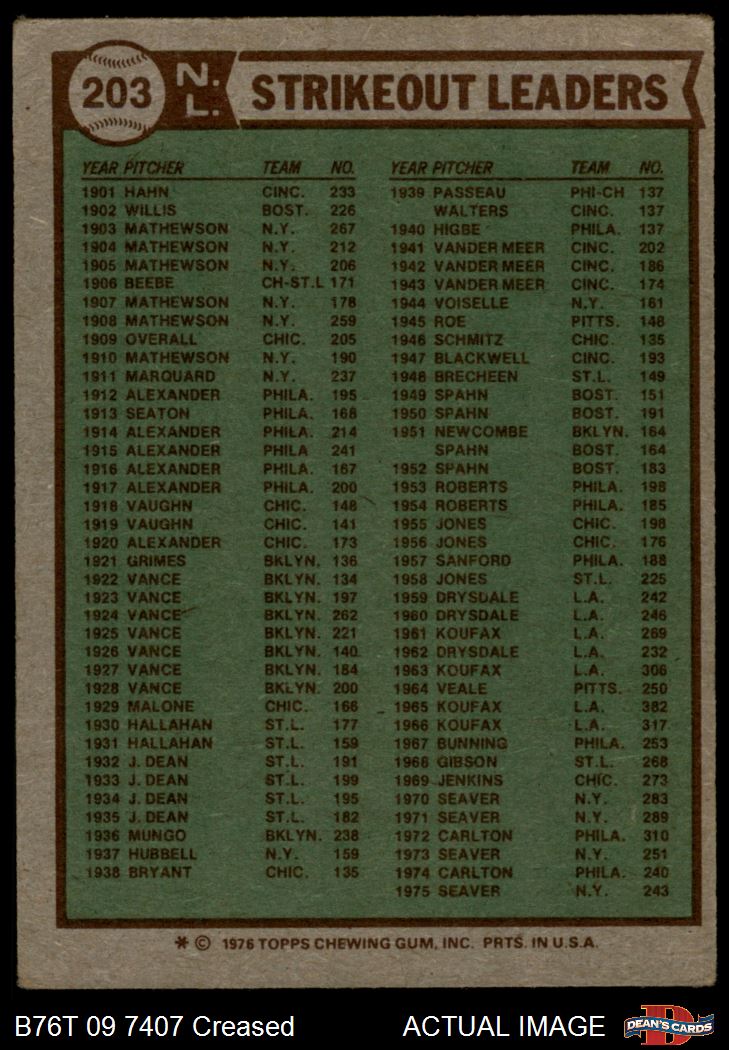 203 N.L. STRIKEOUT LEADERS
YEAR PITCHER TEAM NO.
1901 HAHN CINC. 233
1902 WILLIS BOST. 226
1903 MATHEWSON N.Y. 267
1904 MATHEWSON N.Y. 212
1905 MATHEWSON N.Y. 206
1906 BEEBE CH-ST.L 171
1907 MATHEWSON N.Y. 178
1908 MATHEWSON N.Y. 259
1909 OVERALL CHIC. 205
1910 MATHEWSON N.Y. 190
1911 MARQUARD N.Y. 237
1912 ALEXANDER PHILA. 195
1913 SEATON PHILA. 168
1914 ALEXANDER PHILA. 214
1915 ALEXANDER PHILA 241
1916 ALEXANDER PHILA. 167
1917 ALEXANDER PHILA. 200
1918 VAUGHN CHIC. 148
1919 VAUGHN CHIC. 141
1920 ALEXANDER CHIC. 173
1921 GRIMES BKLYN. 136
1922 VANCE BKLYN. 134
1923 VANCE BKLYN. 197
1924 VANCE BKLYN. 262
1925 VANCE BKLYN. 221
1926 VANCE BKLYN. 140
1927 VANCE BKLYN. 184
1928 VANCE BKLYN. 200
1929 MALONE CHIC. 166
1930 HALLAHAN ST.L. 177
1931 HALLAHAN ST.L. 159
1932 J. DEAN ST.L. 191
1933 J. DEAN ST.L. 199
1934 J. DEAN ST.L. 195
1935 J. DEAN ST.L. 182
1936 MUNGO BKLYN. 238
1937 HUBBELL N.Y. 159
1938 BRYANT CHIC. 135
YEAR PITCHER TEAM NO.
1939 PASSEAU PHI-CH 137
WALTERS CINC. 137
1940 HIGBE PHILA. 137
1941 VANDER MEER CINC. 202
1942 VANDER MEER CINC. 186
1943 VANDER MEER CINC. 174
1944 VOISELLE N.Y. 161
1945 ROE PITTS. 148
1946 SCHMITZ CHIC. 135
1947 BLACKWELL CINC. 193
1948 BRECHEEN ST.L. 149
1949 SPAHN BOST. 151
1950 SPAHN BOST. 191
1951 NEWCOMBE BKLYN. 164
SPAHN BOST. 164
1952 SPAHN BOST. 183
1953 ROBERTS PHILA. 198
1954 ROBERTS PHILA. 185
1955 JONES CHIC. 198
1956 JONES CHIC. 176
1957 SANFORD PHILA. 188
1958 JONES ST.L. 225
1959 DRYSDALE L.A. 242
1960 DRYSDALE L.A. 246
1961 KOUFAX L.A. 269
1962 DRYSDALE L.A. 232
1963 KOUFAX L.A. 306
1964 VEALE PITTS. 250
1965 KOUFAX L.A. 382
1966 KOUFAX L.A. 317
1967 BUNNING PHILA. 253
1968 GIBSON ST.L. 268
1969 JENKINS CHIC. 273
1970 SEAVER N.Y. 283
1971 SEAVER N.Y. 289
1972 CARLTON PHILA. 310
1973 SEAVER N.Y. 251
1974 CARLTON PHILA. 240
1975 SEAVER N.Y. 243
* © 1976 TOPPS CHEWING GUM, INC. PRTS. IN U.S.A.
B76T 09 7407 Creased ACTUAL IMAGE
D DEAN'S CARDS